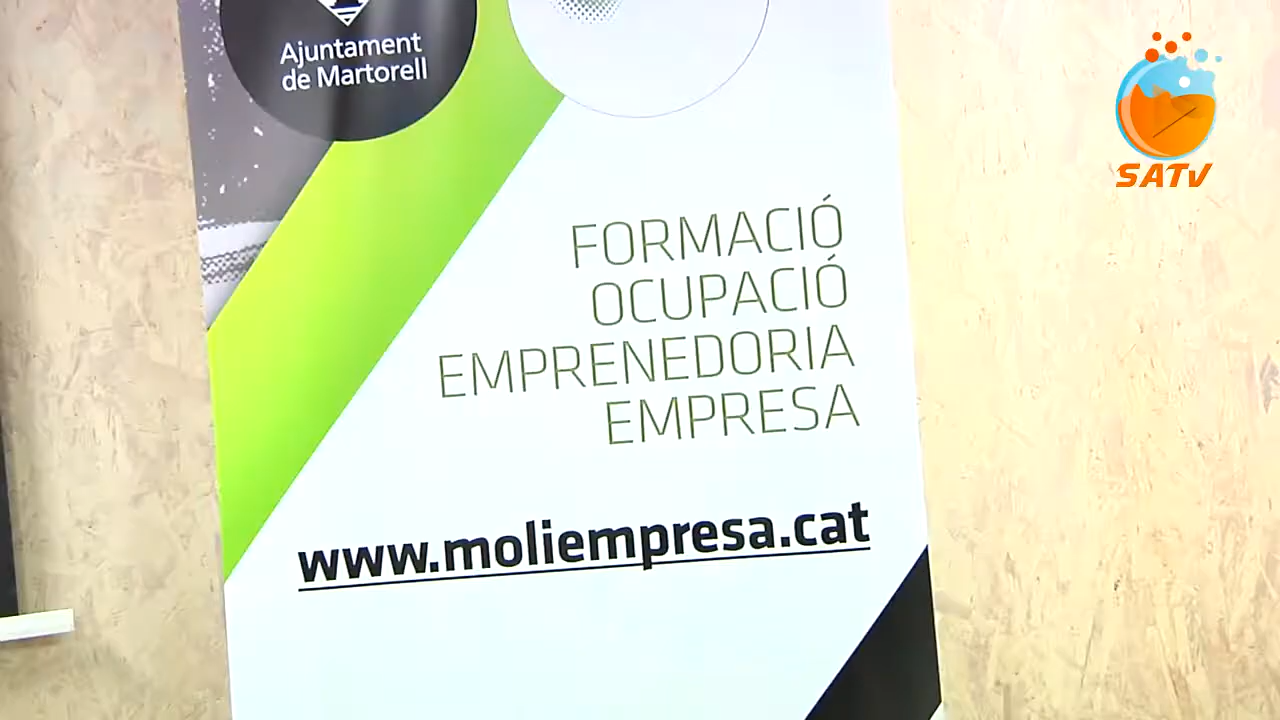 Ajuntament
de Martorell
FORMACIÓ
OCUPACIÓ
EMPRENEDORIA
EMPRESA
www.moliempresa.cat
SATV